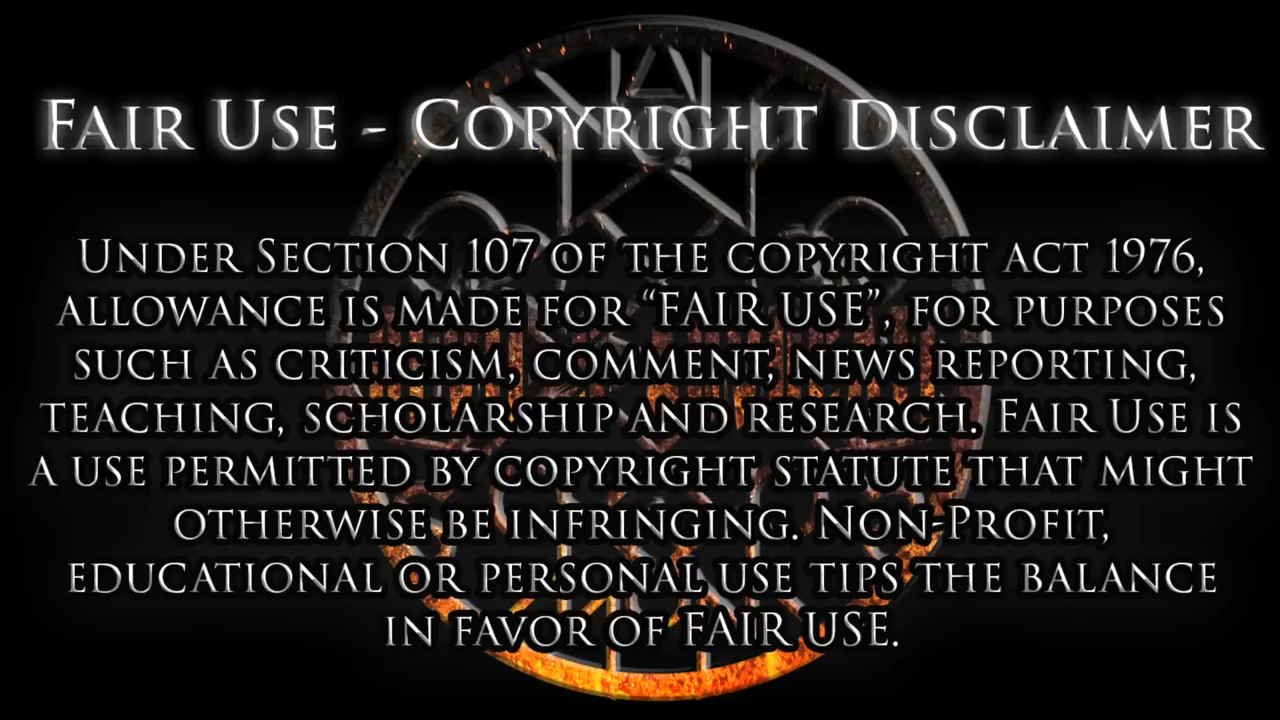 Fair Use - Copyright Disclaimer
Under Section 107 of the copyright act 1976,
allowance is made for “FAIR USE”, for purposes
such as criticism, comment, news reporting,
teaching, scholarship and research. Fair Use is
a use permitted by copyright statute that might
otherwise be infringing. Non-Profit,
educational or personal use tips the balance
in favor of FAIR USE.